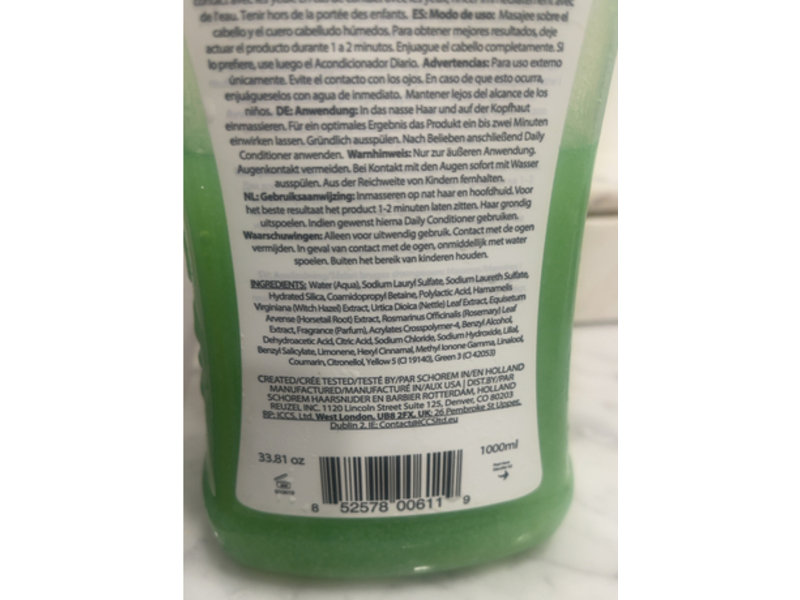 de l'eau. Tenir hors de la portée des enfants. ES: Modo de uso: Masajee sobre el
cabello y el cuero cabelludo húmedos. Para obtener mejores resultados, deje
actuar el producto durante 1 a 2 minutos. Enjuague el cabello completamente. Si
lo prefiere, use luego el Acondicionador Diario. Advertencias: Para uso externo
únicamente. Evite el contacto con los ojos. En caso de que esto ocurra,
enjuágueselos con agua de inmediato. Mantener lejos del alcance de los
niños. DE: Anwendung: In das nasse Haar und auf der Kopfhaut
einmassieren. Für ein optimales Ergebnis das Produkt ein bis zwei Minuten
einwirken lassen. Gründlich ausspülen. Nach Belieben anschließend Daily
Conditioner anwenden. Warnhinweis: Nur zur äußeren Anwendung.
Augenkontakt vermeiden. Bei Kontakt mit den Augen sofort mit Wasser
ausspülen. Aus der Reichweite von Kindern fernhalten.
NL: Gebruiksaanwijzing: Inmasseren op nat haar en hoofdhuid. Voor
het beste resultaat het product 1-2 minuten laten zitten. Haar grondig
uitspoelen. Indien gewenst hierna Daily Conditioner gebruiken.
Waarschuwingen: Alleen voor uitwendig gebruik. Contact met de ogen
vermijden. In geval van contact met de ogen, onmiddellijk met water
spoelen. Buiten het bereik van kinderen houden.
INGREDIENTS: Water (Aqua), Sodium Lauryl Sulfate, Sodium Laureth Sulfate,
Hydrated Silica, Coamidopropyl Betaine, Polylactic Acid, Hamamelis
Virginiana (Witch Hazel) Extract, Urtica Dioica (Nettle) Leaf Extract, Equisetum
Arvense (Horsetail Root) Extract, Rosmarinus Officinalis (Rosemary) Leaf
Extract, Fragrance (Parfum), Acrylates Crosspolymer-4, Benzyl Alcohol,
Dehydroacetic Acid, Citric Acid, Sodium Chloride, Sodium Hydroxide, Lilial,
Benzyl Salicylate, Limonene, Hexyl Cinnamal, Methyl Ionone Gamma, Linalool,
Coumarin, Citronellol, Yellow 5 (CI 19140), Green 3 (CI 42053)
CREATED/CRÉE TESTED/TESTÉ BY/PAR SCHOREM IN/EN HOLLAND
MANUFACTURED/MANUFACTURÉ IN/AUX USA | DIST.BY/PAR
SCHOREM HAARSNIJDER EN BARBIER ROTTERDAM, HOLLAND
REUZEL INC. 1120 Lincoln Street Suite 125, Denver, CO 80203
RP: ICCS, Ltd. West London, UB8 2FX, UK: 26 Pembroke St Upper,
Dublin 2, IE: Contact@ICCSltd.eu
33.81 oz
1000ml
8 52578 00611 9